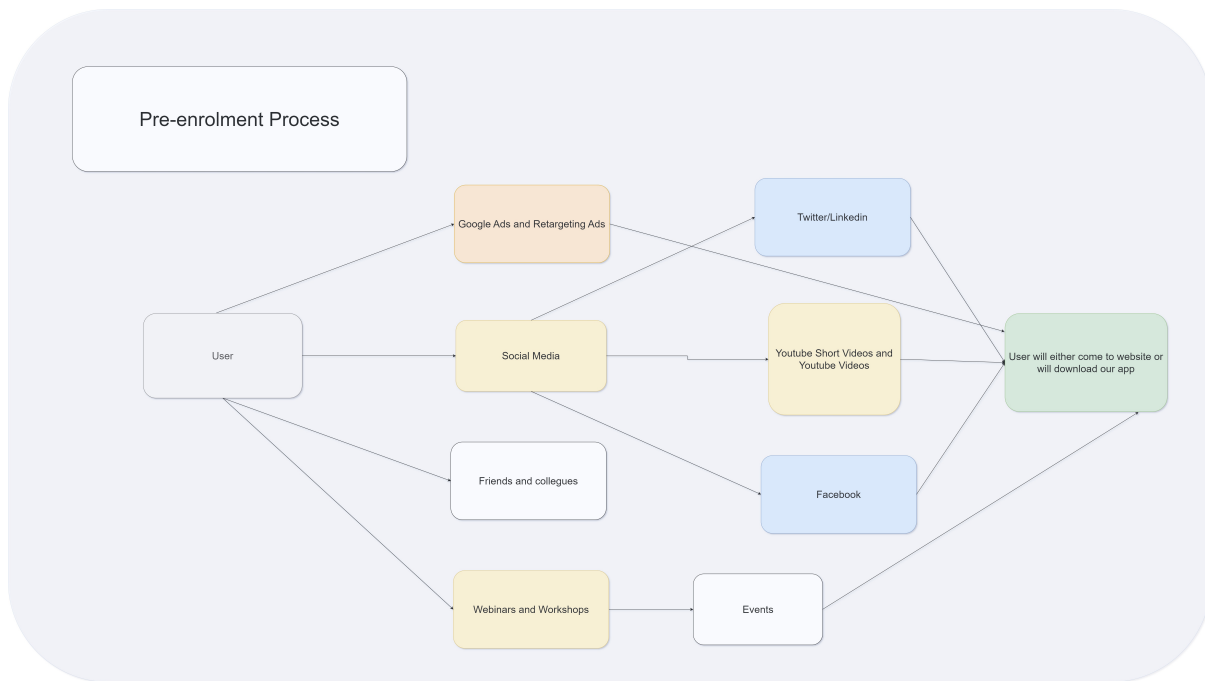 Pre-enrolment Process
Google Ads and Retargeting Ads
Twitter/Linkedin
User
Social Media
Youtube Short Videos and
Youtube Videos
User will either come to website or
will download our app
Friends and collegues
Facebook
Webinars and Workshops
Events